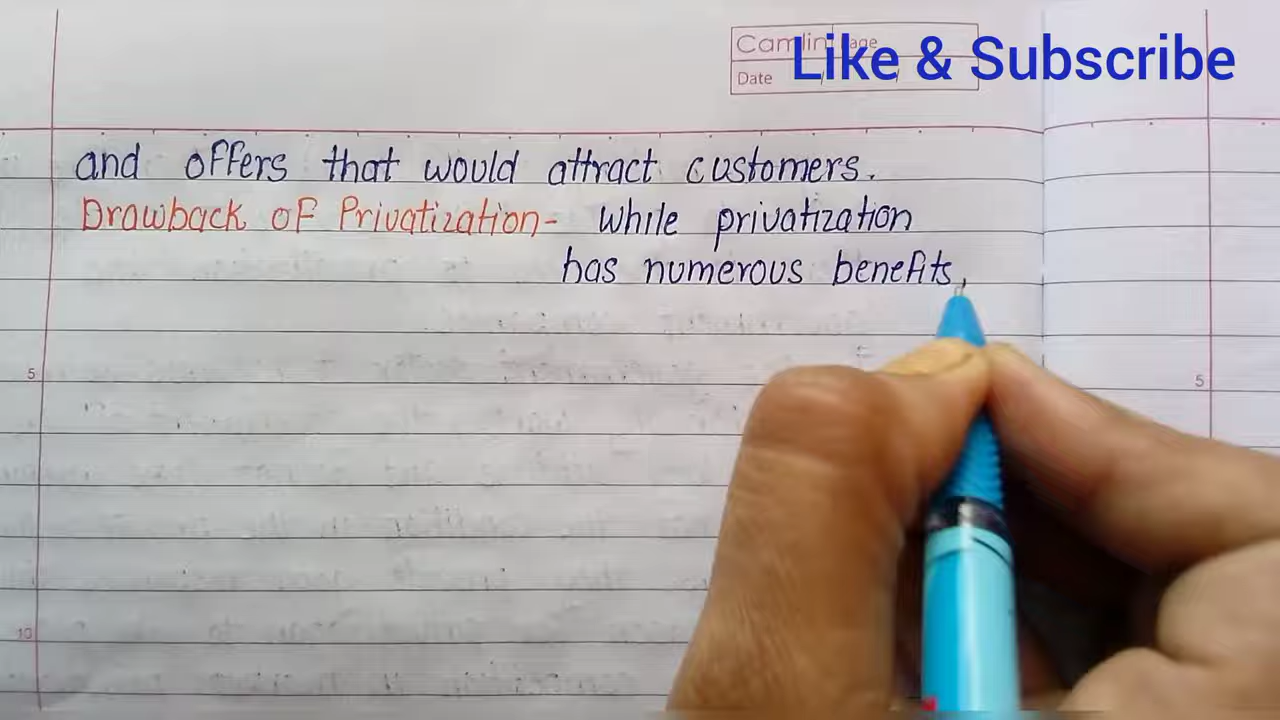 Camlin Page
Like & Subscribe
Date / /
and offers that would attract customers.
Drawback of Privatization- While privatization
has numerous benefits,
5
5
10